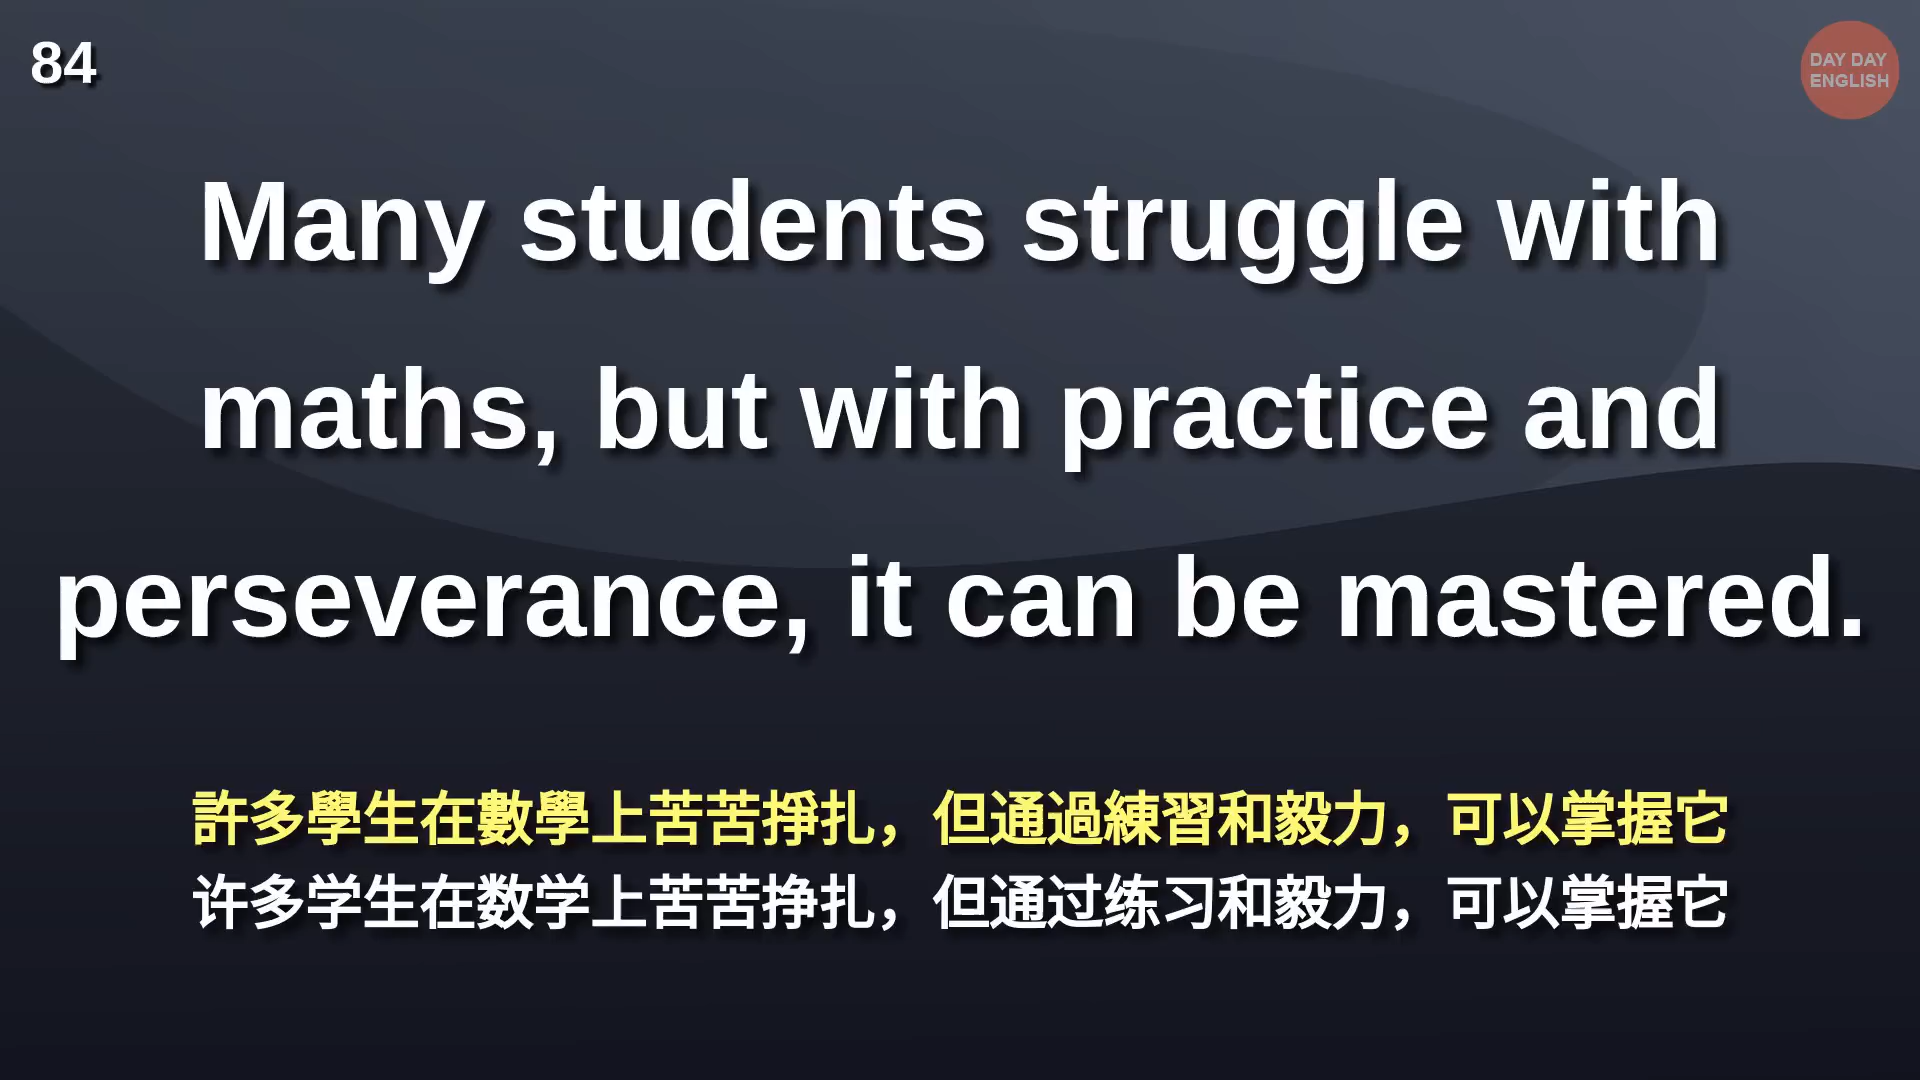 84
DAY DAY
ENGLISH
Many students struggle with
maths, but with practice and
perseverance, it can be mastered.
許多學生在數學上苦苦掙扎，但通過練習和毅力，可以掌握它
许多学生在数学上苦苦挣扎，但通过练习和毅力，可以掌握它